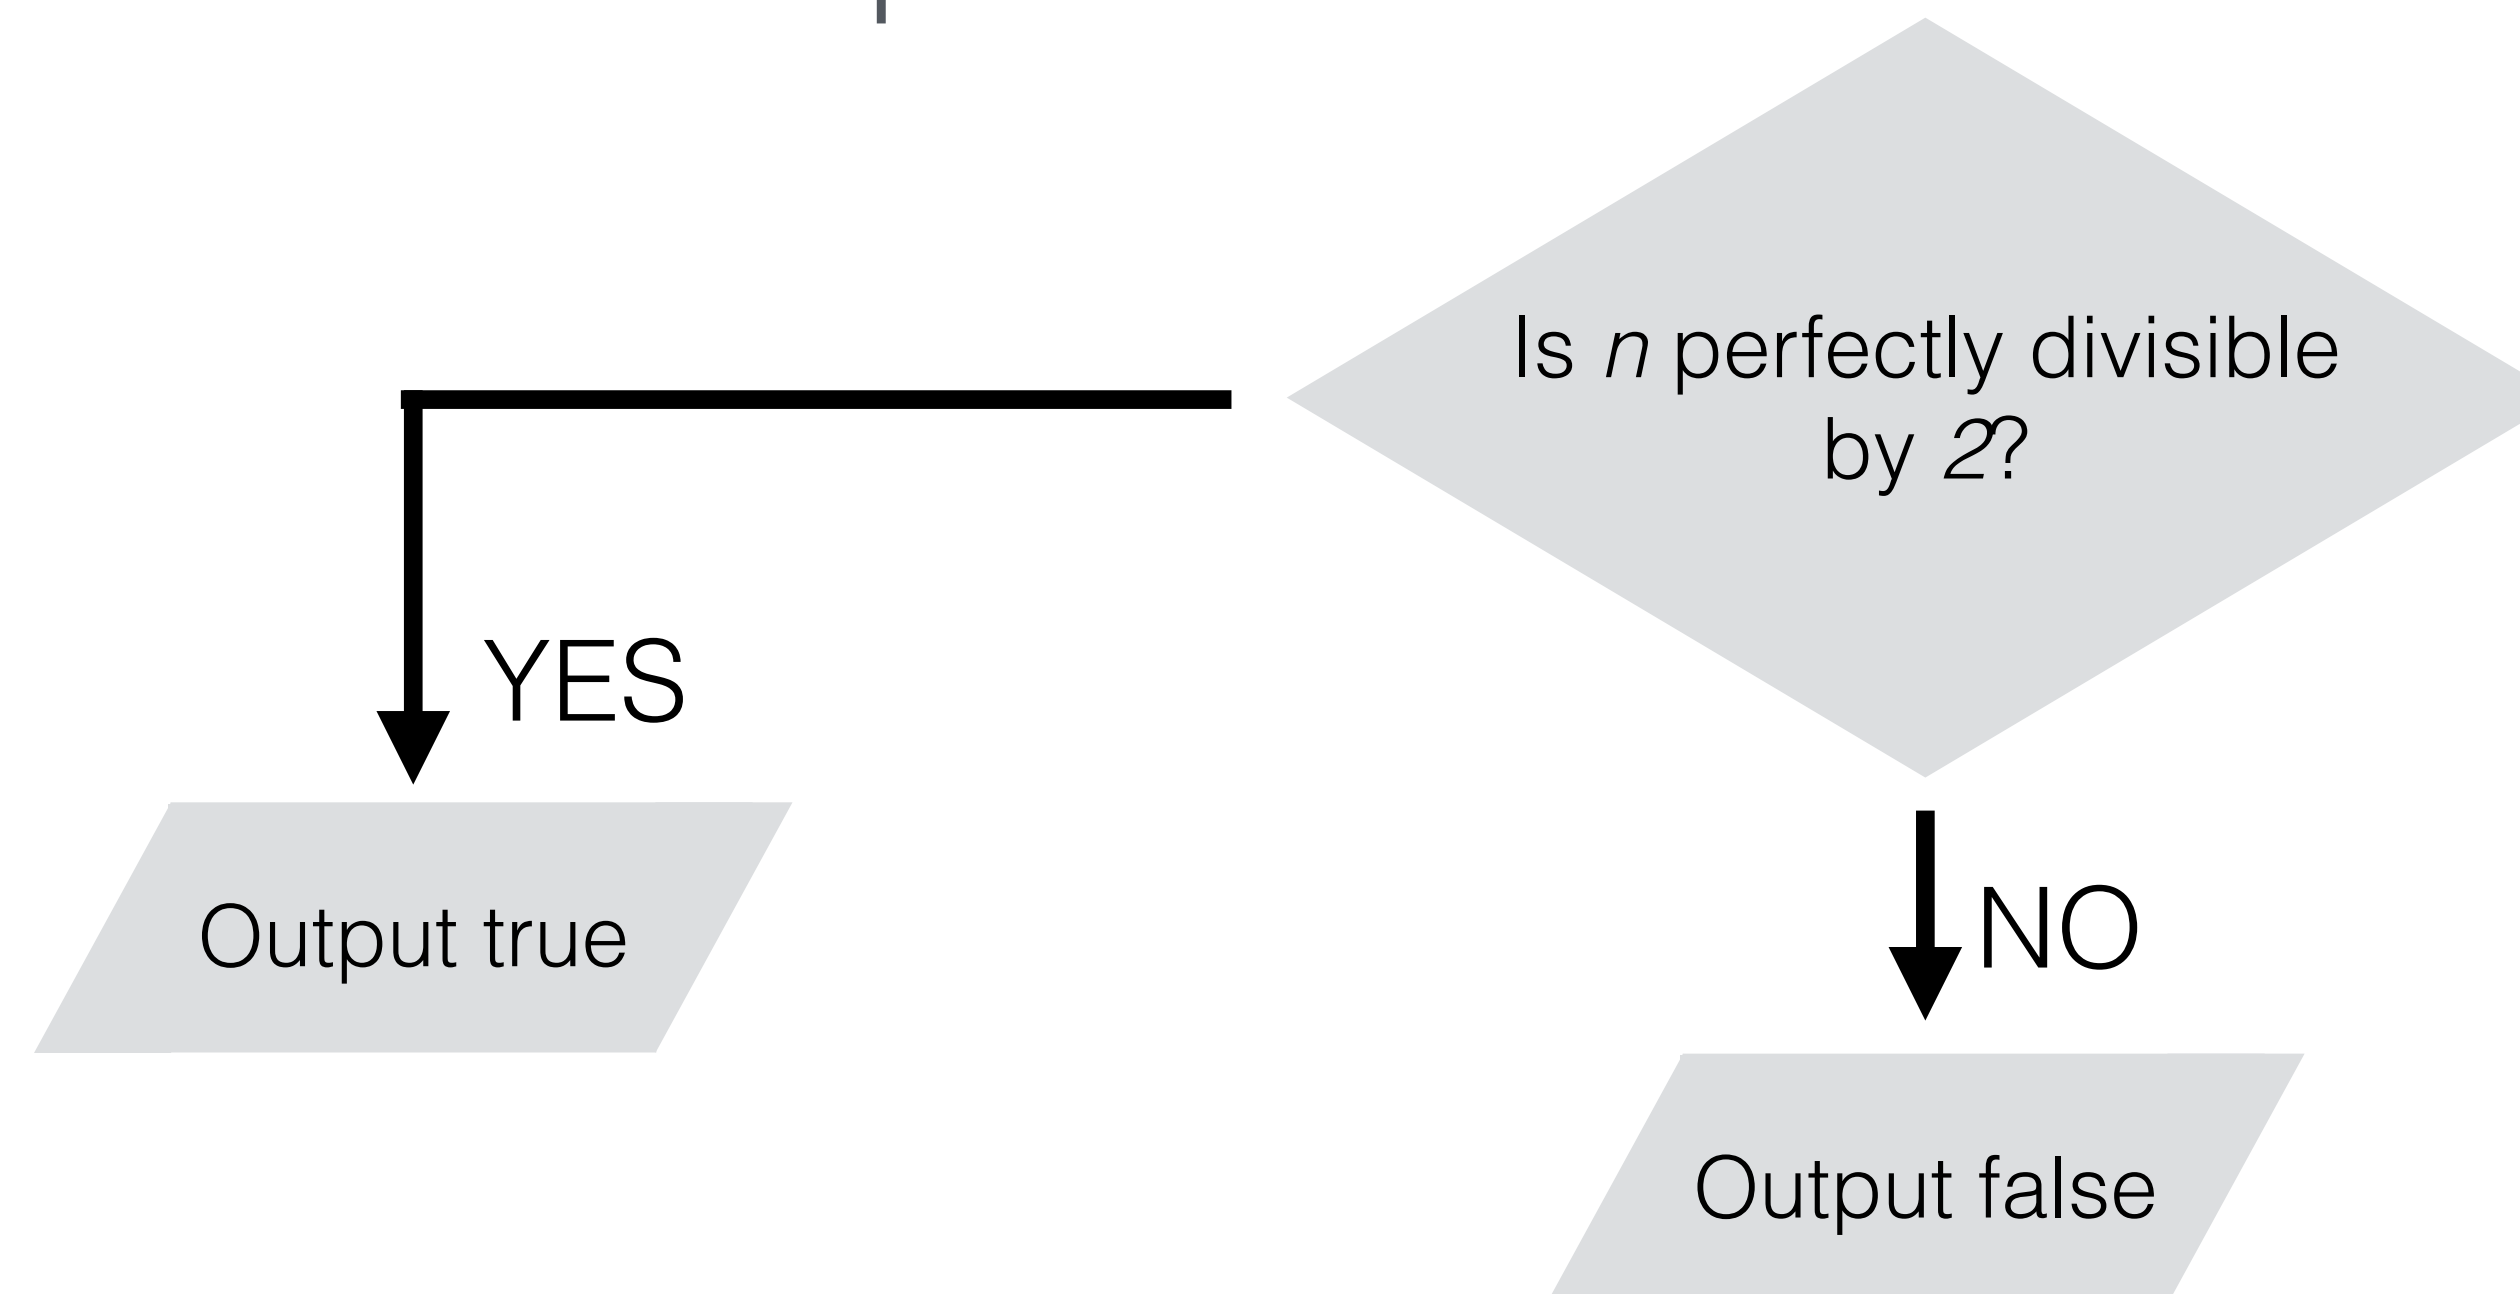 Is n perfectly divisible
by 2?
YES
Output true
NO
Output false